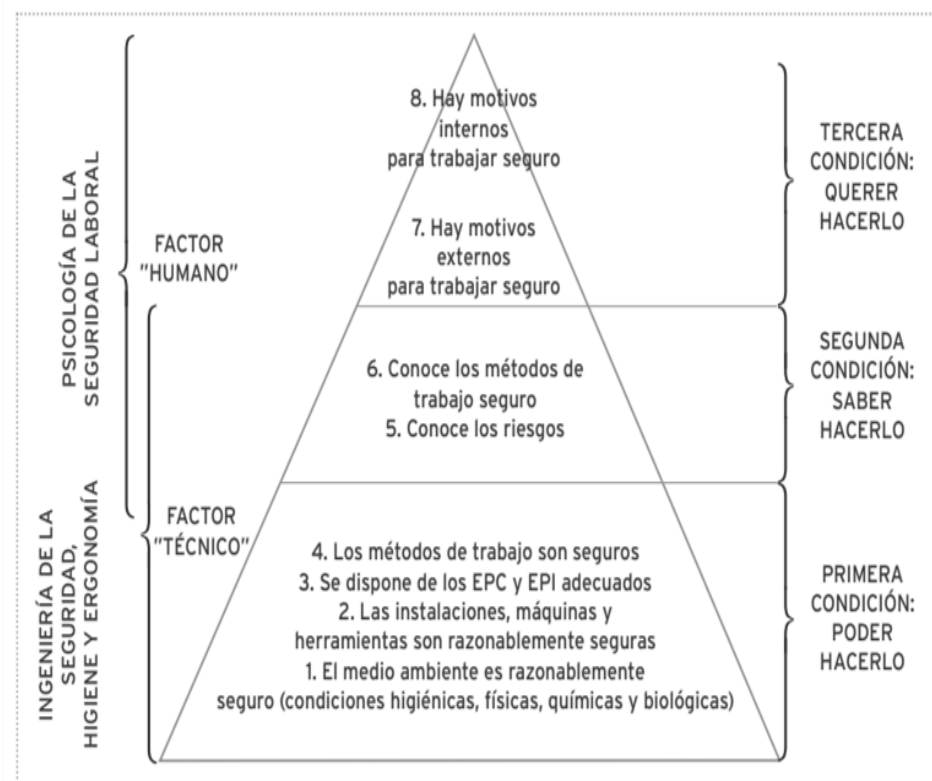 PSICOLOGÍA DE LA
SEGURIDAD LABORAL
INGENIERÍA DE LA
SEGURIDAD,
HIGIENE Y ERGONOMÍA
FACTOR
"HUMANO"
FACTOR
"TÉCNICO"
8. Hay motivos
internos
para trabajar seguro
7. Hay motivos
externos
para trabajar seguro
6. Conoce los métodos de
trabajo seguro
5. Conoce los riesgos
4. Los métodos de trabajo son seguros
3. Se dispone de los EPC y EPI adecuados
2. Las instalaciones, máquinas y
herramientas son razonablemente seguras
1. El medio ambiente es razonablemente
seguro (condiciones higiénicas, físicas, químicas y biológicas)
TERCERA
CONDICIÓN:
QUERER
HACERLO
SEGUNDA
CONDICIÓN:
SABER
HACERLO
PRIMERA
CONDICIÓN:
PODER
HACERLO